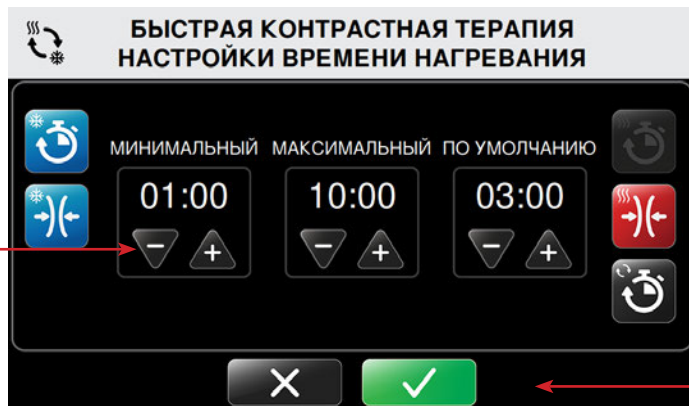 БЫСТРАЯ КОНТРАСТНАЯ ТЕРАПИЯ
НАСТРОЙКИ ВРЕМЕНИ НАГРЕВАНИЯ
МИНИМАЛЬНЫЙ МАКСИМАЛЬНЫЙ ПО УМОЛЧАНИЮ
01:00 10:00 03:00